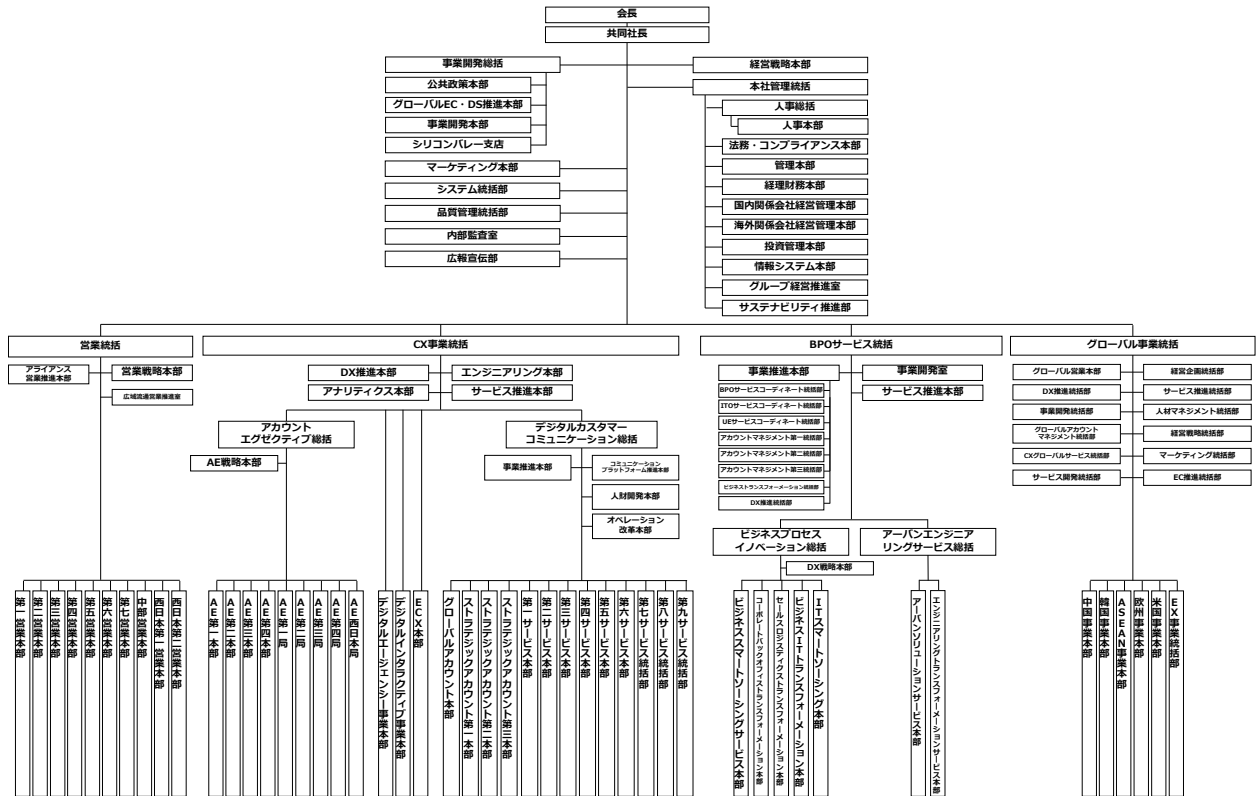 会長
共同社長
事業開発総括
公共政策本部
グローバルEC・DS推進本部
事業開発本部
シリコンバレー支店
マーケティング本部
システム統括部
品質管理統括部
内部監査室
広報宣伝部
経営戦略本部
本社管理統括
人事総括
人事本部
法務・コンプライアンス本部
管理本部
経理財務本部
国内関係会社経営管理本部
海外関係会社経営管理本部
投資管理本部
情報システム本部
グループ経営推進室
サステナビリティ推進部
営業統括
アライアンス
営業推進本部
営業戦略本部
広域流通営業推進室
第一営業本部
第二営業本部
第三営業本部
第四営業本部
第五営業本部
第六営業本部
第七営業本部
中部営業本部
西日本第一営業本部
西日本第二営業本部
CX事業統括
DX推進本部
エンジニアリング本部
アナリティクス本部
サービス推進本部
アカウント
エグゼクティブ総括
AE戦略本部
AE第一本部
AE第二本部
AE第三本部
AE第四本部
AE第一局
AE第二局
AE第三局
AE第四局
AE西日本局
デジタルエージェンシー事業本部
デジタルインタラクティブ事業本部
ECX本部
デジタルカスタマー
コミュニケーション総括
事業推進本部
コミュニケーション
プラットフォーム推進本部
人財開発本部
オペレーション
改革本部
グローバルアカウント本部
ストラテジックアカウント第一本部
ストラテジックアカウント第二本部
ストラテジックアカウント第三本部
第一サービス本部
第二サービス本部
第三サービス本部
第四サービス本部
第五サービス本部
第六サービス本部
第七サービス統括部
第八サービス統括部
第九サービス統括部
BPOサービス統括
事業推進本部
事業開発室
サービス推進本部
BPOサービスコーディネート統括部
ITOサービスコーディネート統括部
UEサービスコーディネート統括部
アカウントマネジメント第一統括部
アカウントマネジメント第二統括部
アカウントマネジメント第三統括部
ビジネストランスフォーメーション統括部
DX推進統括部
ビジネスプロセス
イノベーション総括
DX戦略本部
ビジネススマートソーシングサービス本部
コーポレートバックオフィストランスフォーメーション本部
セールスロジスティクストランスフォーメーション本部
ビジネスITトランスフォーメーション本部
ITスマートソーシング本部
アーバンエンジニア
リングサービス総括
アーバンソリューションサービス本部
エンジニアリングトランスフォーメーションサービス本部
グローバル事業統括
グローバル営業本部
経営企画統括部
DX推進統括部
サービス推進統括部
事業開発統括部
人材マネジメント統括部
グローバルアカウント
マネジメント統括部
経営戦略統括部
CXグローバルサービス統括部
マーケティング統括部
サービス開発統括部
EC推進統括部
中国事業本部
韓国事業本部
ASEAN事業本部
欧州事業本部
米国事業本部
EX事業統括部